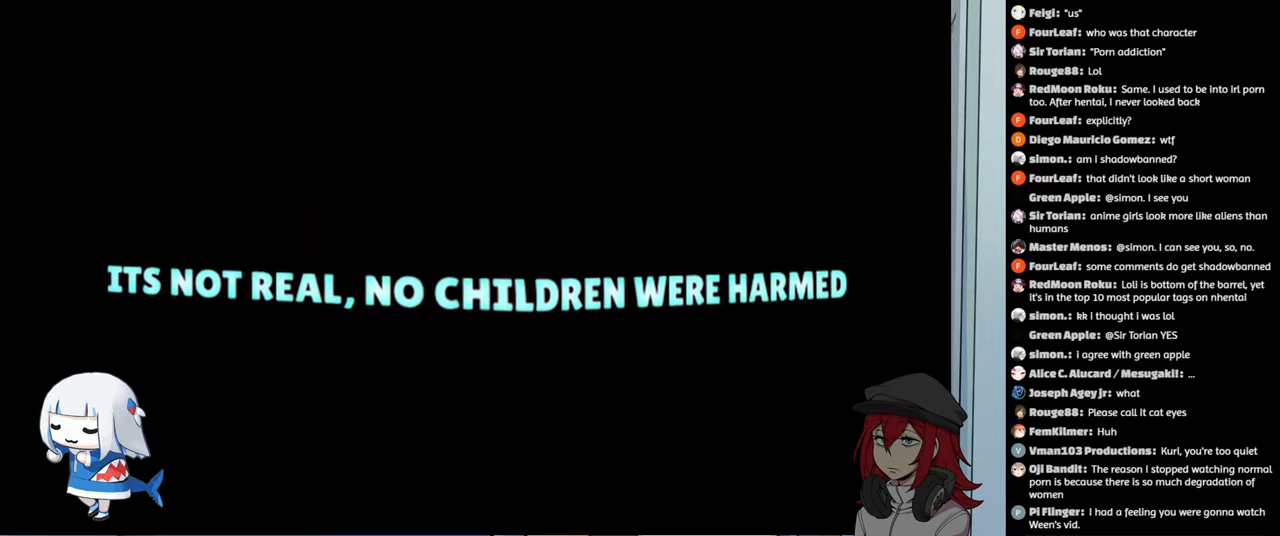 ITS NOT REAL, NO CHILDREN WERE HARMED
Feigi: "us"
FourLeaf: who was that character
Sir Torian: "Porn addiction"
Rouge88: Lol
RedMoon Roku: Same. I used to be into irl porn
too. After hentai, I never looked back
FourLeaf: explicitly?
Diego Mauricio Gomez: wtf
simon.: am i shadowbanned?
FourLeaf: that didn't look like a short woman
Green Apple: @simon. I see you
Sir Torian: anime girls look more like aliens than
humans
Master Menos: @simon. I can see you, so, no.
FourLeaf: some comments do get shadowbanned
RedMoon Roku: Loli is bottom of the barrel, yet
it's in the top 10 most popular tags on nhentai
simon.: kk i thought i was lol
Green Apple: @Sir Torian YES
simon.: i agree with green apple
Alice C. Alucard / Mesugaki!: ...
Joseph Agey jr: what
Rouge88: Please call it cat eyes
FemKilmer: Huh
Vman103 Productions: Kuri, you're too quiet
Oji Bandit: The reason I stopped watching normal
porn is because there is so much degradation of
women
Pi Flinger: I had a feeling you were gonna watch
Ween's vid.
F
F
D
F
F
V
P